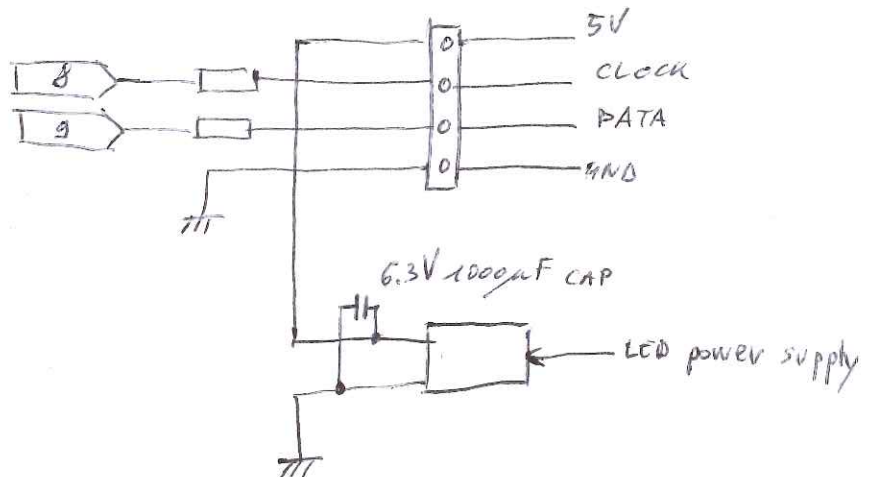 5V
8
CLOCK
9
DATA
GND
6.3V 1000µF CAP
LED power supply